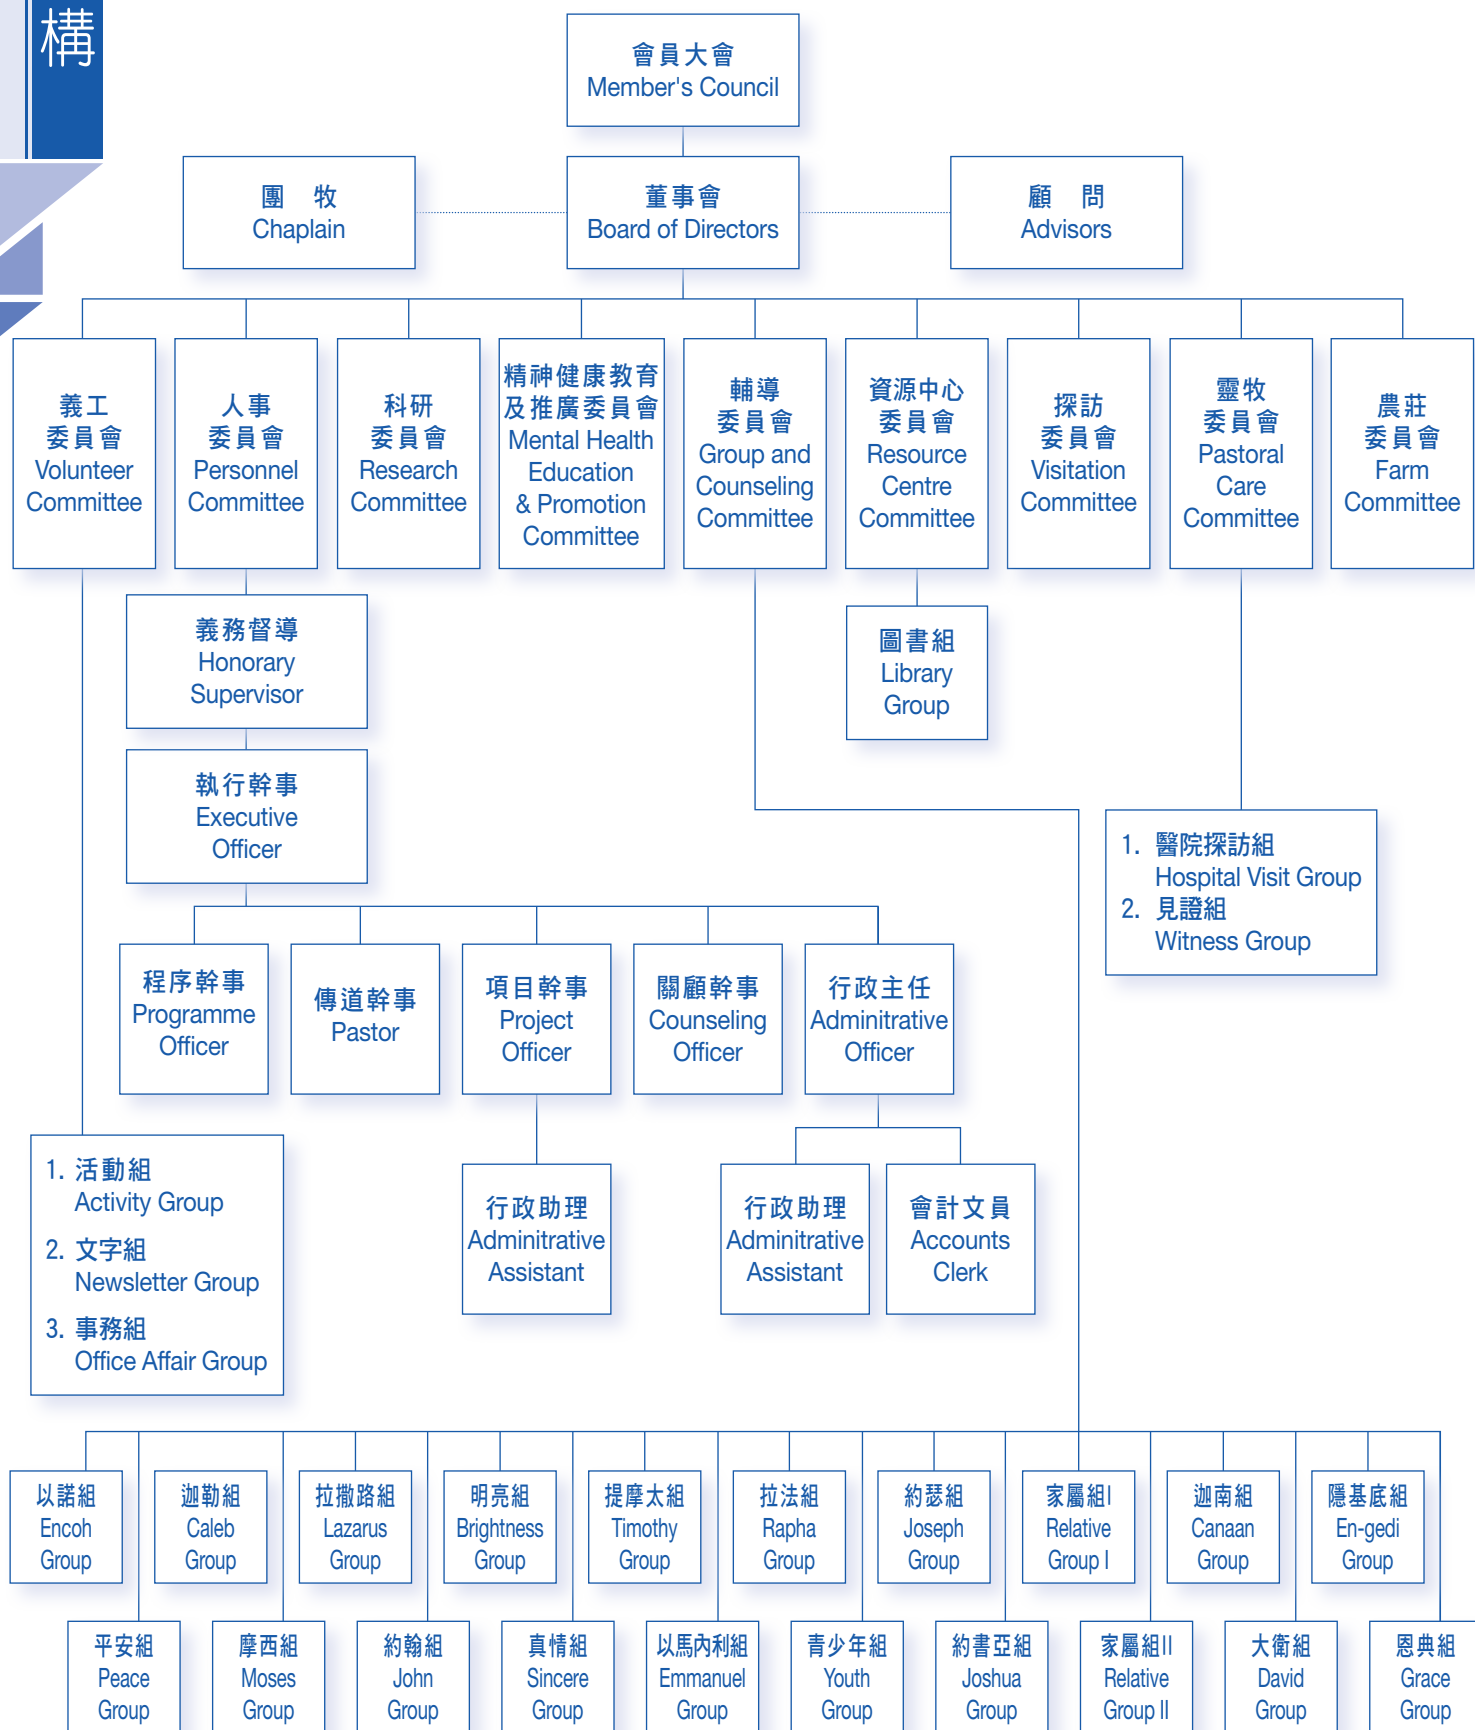 構
會員大會
Member's Council
團 牧
Chaplain
董事會
Board of Directors
顧 問
Advisors
義工
委員會
Volunteer
Committee
人事
委員會
Personnel
Committee
科研
委員會
Research
Committee
精神健康教育
及推廣委員會
Mental Health
Education
& Promotion
Committee
輔導
委員會
Group and
Counseling
Committee
資源中心
委員會
Resource
Centre
Committee
探訪
委員會
Visitation
Committee
靈牧
委員會
Pastoral
Care
Committee
農莊
委員會
Farm
Committee
義務督導
Honorary
Supervisor
圖書組
Library
Group
執行幹事
Executive
Officer
1. 醫院探訪組
Hospital Visit Group
2. 見證組
Witness Group
程序幹事
Programme
Officer
傳道幹事
Pastor
項目幹事
Project
Officer
關顧幹事
Counseling
Officer
行政主任
Adminitrative
Officer
1. 活動組
Activity Group
2. 文字組
Newsletter Group
3. 事務組
Office Affair Group
行政助理
Adminitrative
Assistant
行政助理
Adminitrative
Assistant
會計文員
Accounts
Clerk
以諾組
Encoh
Group
迦勒組
Caleb
Group
拉撒路組
Lazarus
Group
明亮組
Brightness
Group
提摩太組
Timothy
Group
拉法組
Rapha
Group
約瑟組
Joseph
Group
家屬組I
Relative
Group I
迦南組
Canaan
Group
隱基底組
En-gedi
Group
平安組
Peace
Group
摩西組
Moses
Group
約翰組
John
Group
真情組
Sincere
Group
以馬內利組
Emmanuel
Group
青少年組
Youth
Group
約書亞組
Joshua
Group
家屬組II
Relative
Group II
大衛組
David
Group
恩典組
Grace
Group